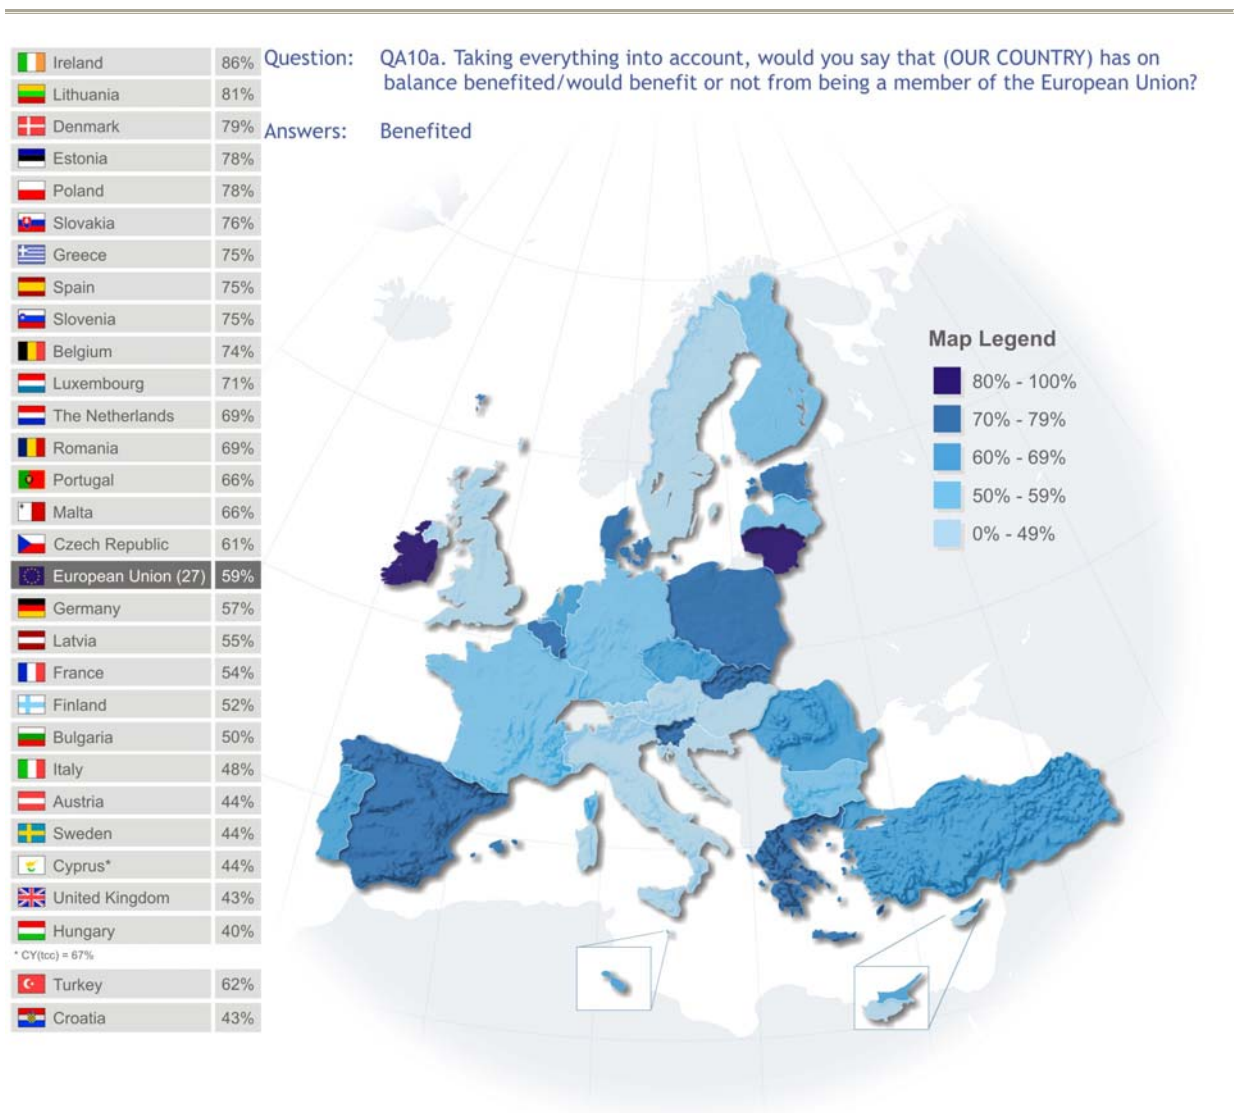 Question: QA10a. Taking everything into account, would you say that (OUR COUNTRY) has on
balance benefited/would benefit or not from being a member of the European Union?
Answers: Benefited
Ireland 86%
Lithuania 81%
Denmark 79%
Estonia 78%
Poland 78%
Slovakia 76%
Greece 75%
Spain 75%
Slovenia 75%
Belgium 74%
Luxembourg 71%
The Netherlands 69%
Romania 69%
Portugal 66%
Malta 66%
Czech Republic 61%
European Union (27) 59%
Germany 57%
Latvia 55%
France 54%
Finland 52%
Bulgaria 50%
Italy 48%
Austria 44%
Sweden 44%
Cyprus* 44%
United Kingdom 43%
Hungary 40%
* CY(tcc) = 67%
Turkey 62%
Croatia 43%
Map Legend
80% - 100%
70% - 79%
60% - 69%
50% - 59%
0% - 49%